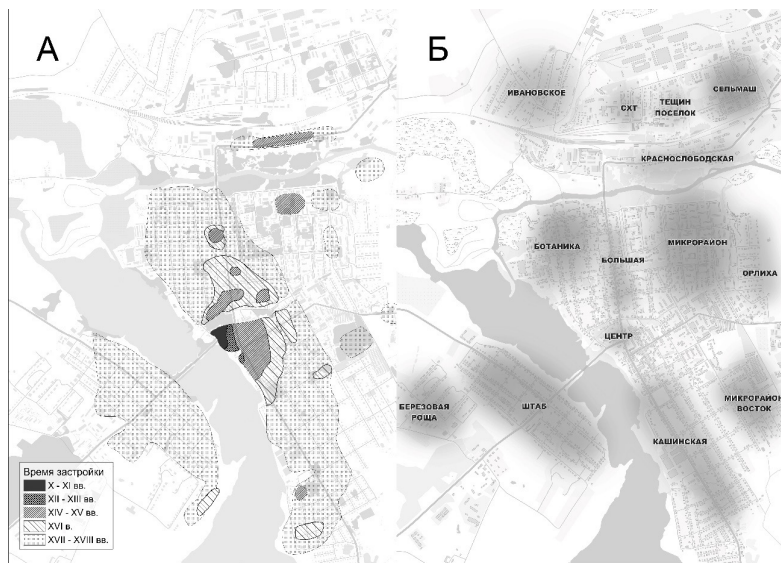 А
Время застройки
X - XI вв.
XII - XIII вв.
XIV - XV вв.
XVI в.
XVII - XVIII вв.
Б
ИВАНОВСКОЕ
СХТ
ТЕЩИН
ПОСЕЛОК
СЕЛЬМАШ
КРАСНОСЛОБОДСКАЯ
БОТАНИКА
БОЛЬШАЯ
МИКРОРАЙОН
ОРЛИХА
ЦЕНТР
БЕРЕЗОВАЯ
РОЩА
ШТАБ
КАШИНСКАЯ
МИКРОРАЙОН
ВОСТОК